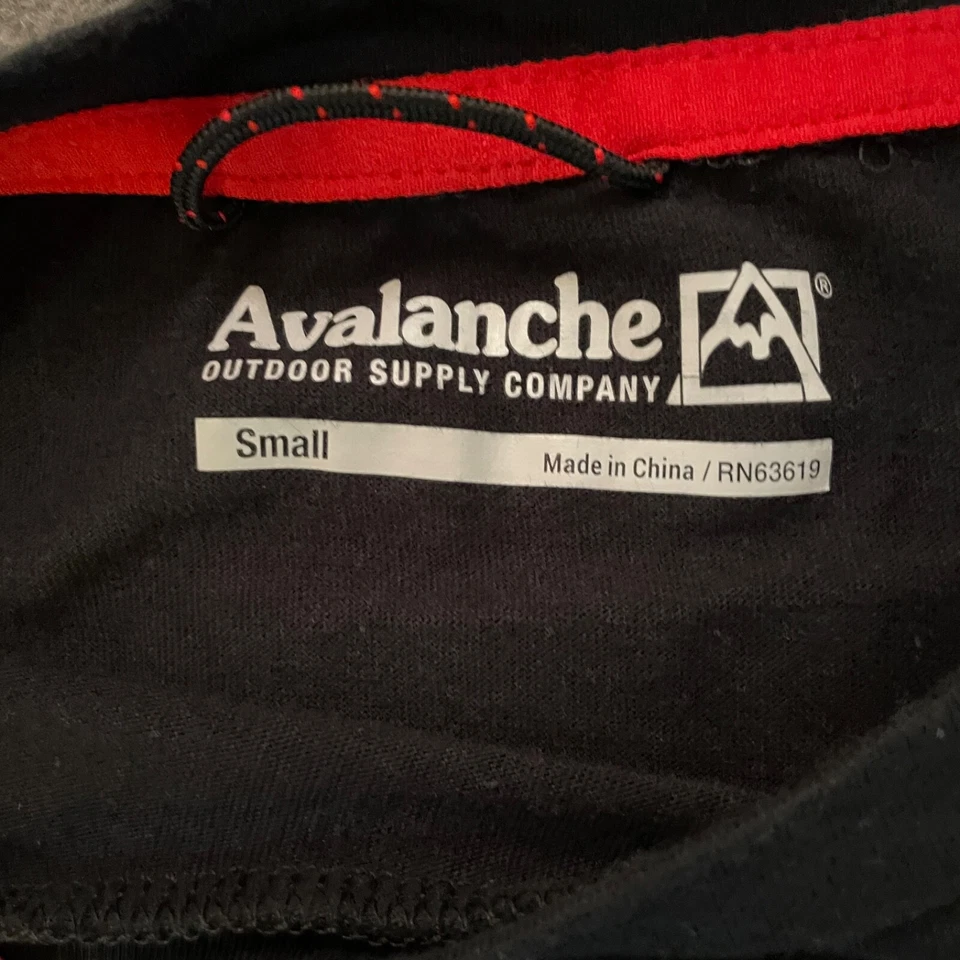 Avalanche ®
OUTDOOR SUPPLY COMPANY
Small
Made in China / RN63619